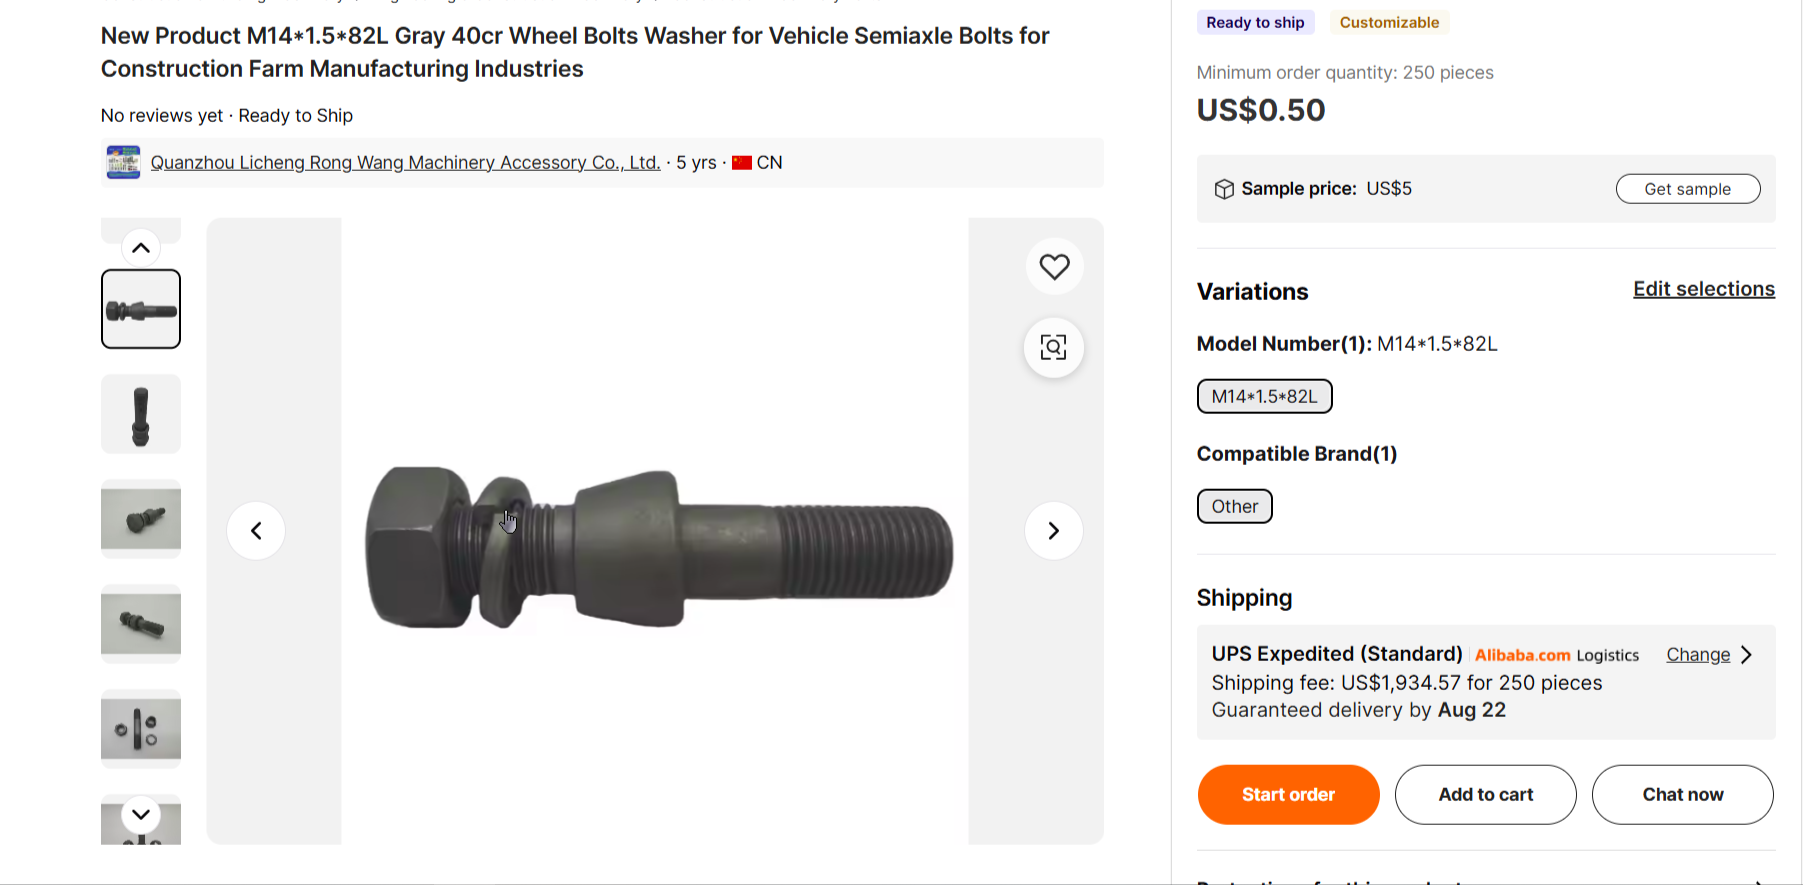 New Product M14*1.5*82L Gray 40cr Wheel Bolts Washer for Vehicle Semiaxle Bolts for
Construction Farm Manufacturing Industries
No reviews yet · Ready to Ship
Quanzhou Licheng Rong Wang Machinery Accessory Co., Ltd. · 5 yrs · CN
Ready to ship
Customizable
Minimum order quantity: 250 pieces
US$0.50
Sample price: US$5
Get sample
Variations
Edit selections
Model Number(1): M14*1.5*82L
M14*1.5*82L
Compatible Brand(1)
Other
Shipping
UPS Expedited (Standard) Alibaba.com Logistics
Change
Shipping fee: US$1,934.57 for 250 pieces
Guaranteed delivery by Aug 22
Start order
Add to cart
Chat now